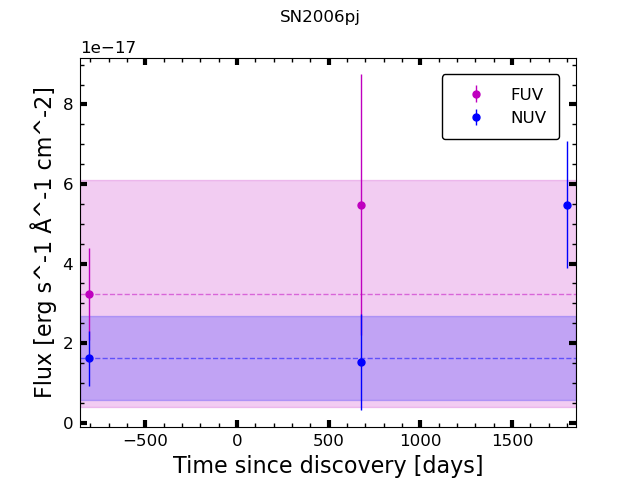 SN2006pj
1e−17
Flux [erg s^-1 Å^-1 cm^-2]
8
6
4
2
0
FUV
NUV
−500
0
500
1000
1500
Time since discovery [days]